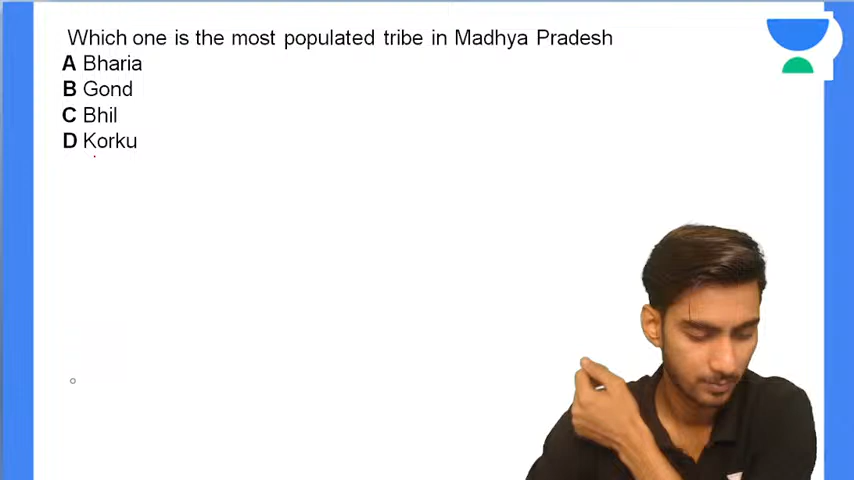 Which one is the most populated tribe in Madhya Pradesh
A Bharia
B Gond
C Bhil
D Korku